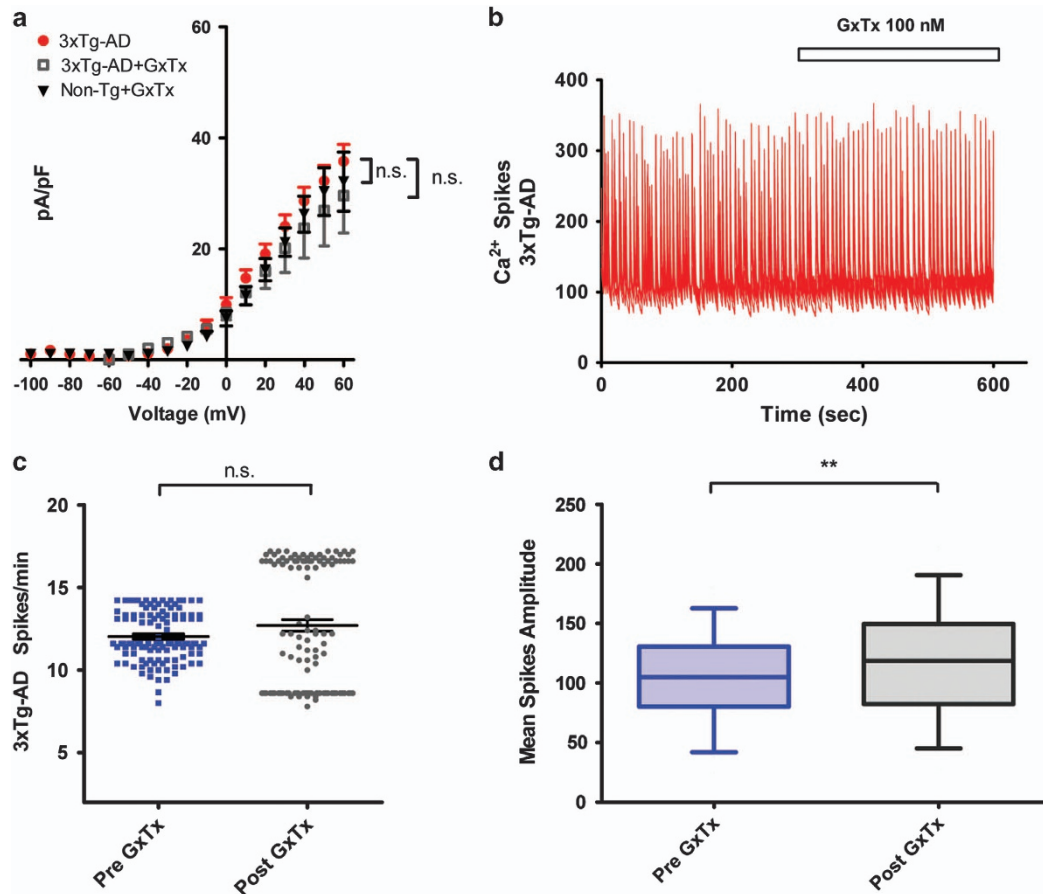 a
3xTg-AD
3xTg-AD+GxTx
Non-Tg+GxTx
60
40
20
pA/pF
n.s.
n.s.
-100 -80 -60 -40 -20 0 20 40 60
Voltage (mV)
b
GxTx 100 nM
400
300
200
100
0
Ca²⁺ Spikes
3xTg-AD
0 200 400 600
Time (sec)
c
n.s.
20
15
10
5
3xTg-AD Spikes/min
Pre GxTx
Post GxTx
d
**
250
200
150
100
50
0
Mean Spikes Amplitude
Pre GxTx
Post GxTx